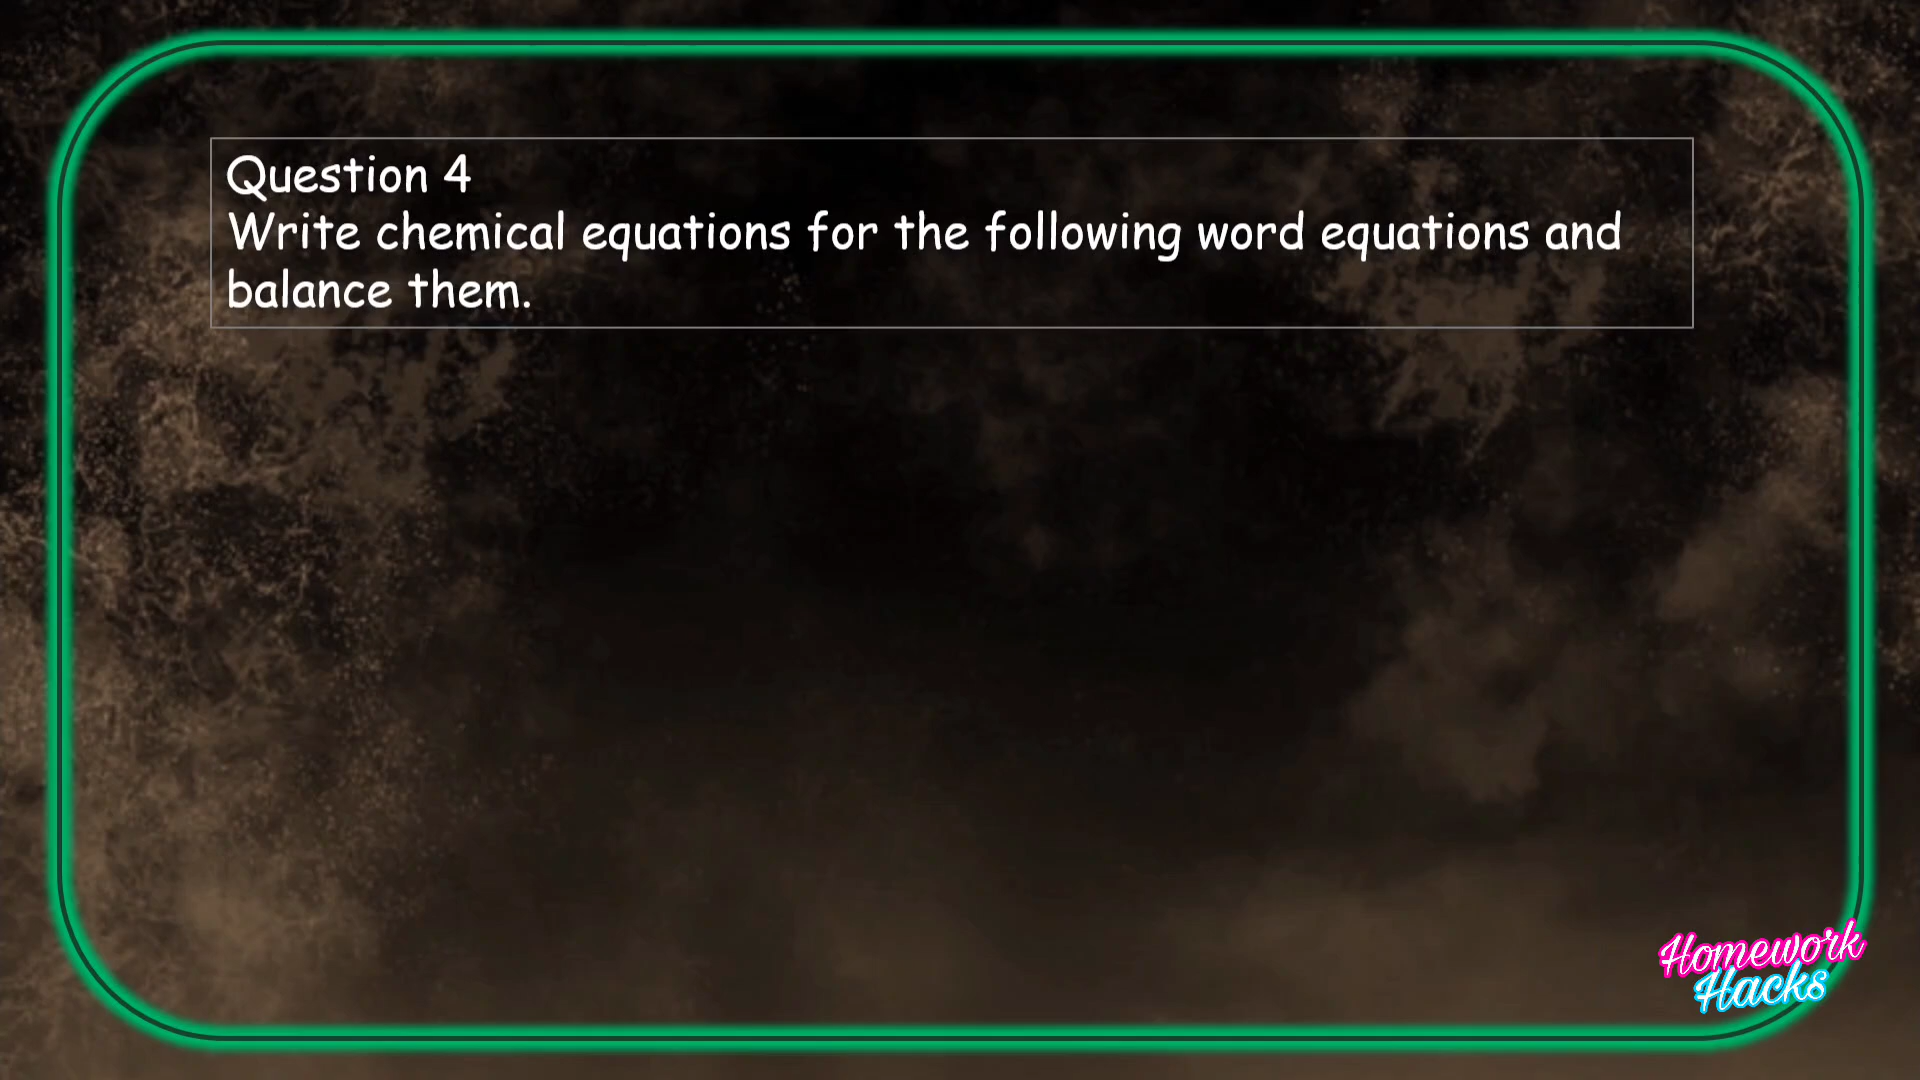 Question 4
Write chemical equations for the following word equations and
balance them.
Homework
Hacks